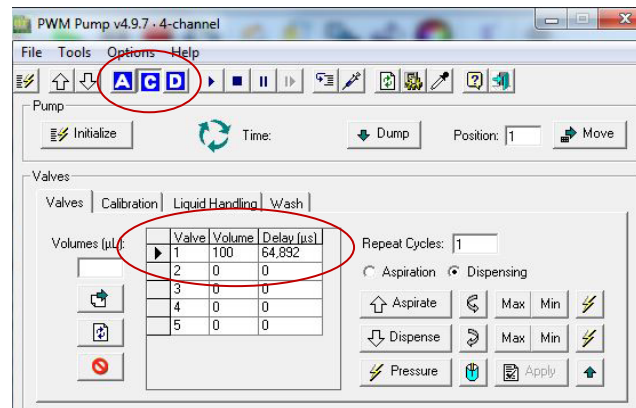 PWM Pump v4.9.7 · 4-channel
File Tools Options Help
A C D
Pump
Initialize Time: Dump Position: 1 Move
Valves
Valves Calibration Liquid Handling Wash
Volumes (µL): Valve Volume Delay (µs) Repeat Cycles: 1
1 100 64,892
2 0 0 Aspiration Dispensing
3 0 0
4 0 0 Aspirate Max Min
5 0 0
Dispense Max Min
Pressure Apply